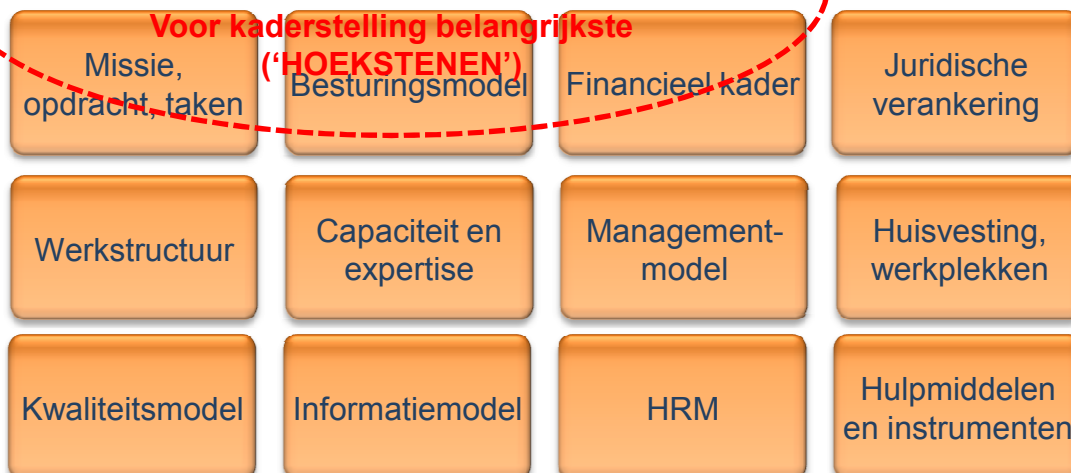 Voor kaderstelling belangrijkste
(‘HOEKSTENEN’)
Missie,
opdracht, taken
Besturingsmodel
Financieel kader
Juridische
verankering
Werkstructuur
Capaciteit en
expertise
Management-
model
Huisvesting,
werkplekken
Kwaliteitsmodel
Informatiemodel
HRM
Hulpmiddelen
en instrumenten